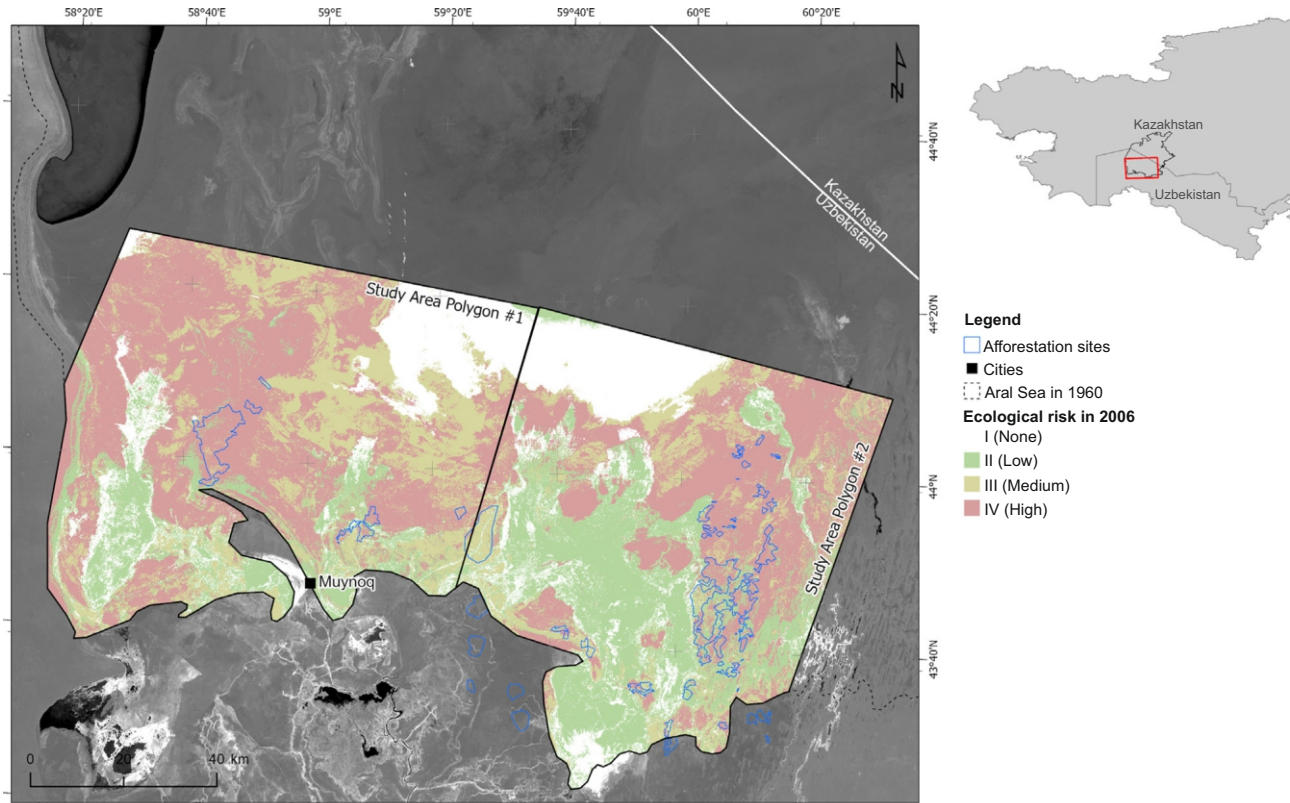 58°20'E
58°40'E
59°E
59°20'E
59°40'E
60°E
60°20'E
N
44°40'N
44°20'N
44°N
43°40'N
Kazakhstan
Uzbekistan
Study Area Polygon #1
Study Area Polygon #2
Muynoq
0
20
40 km
Kazakhstan
Uzbekistan
Legend
Afforestation sites
Cities
Aral Sea in 1960
Ecological risk in 2006
I (None)
II (Low)
III (Medium)
IV (High)